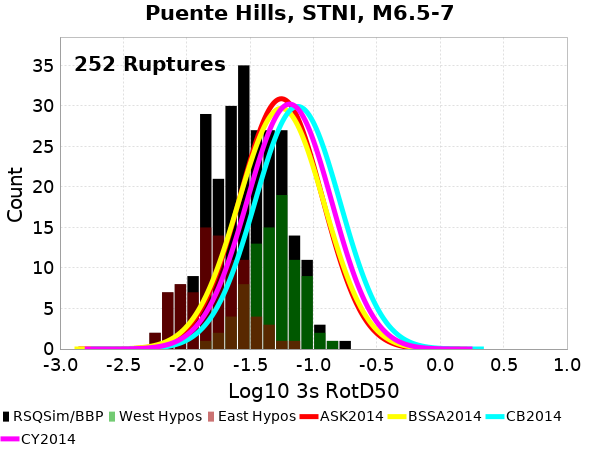 Puente Hills, STNI, M6.5-7
252 Ruptures
Count
35
30
25
20
15
10
5
0
-3.0 -2.5 -2.0 -1.5 -1.0 -0.5 0.0 0.5 1.0
Log10 3s RotD50
RSQSim/BBP West Hypos East Hypos ASK2014 BSSA2014 CB2014
CY2014